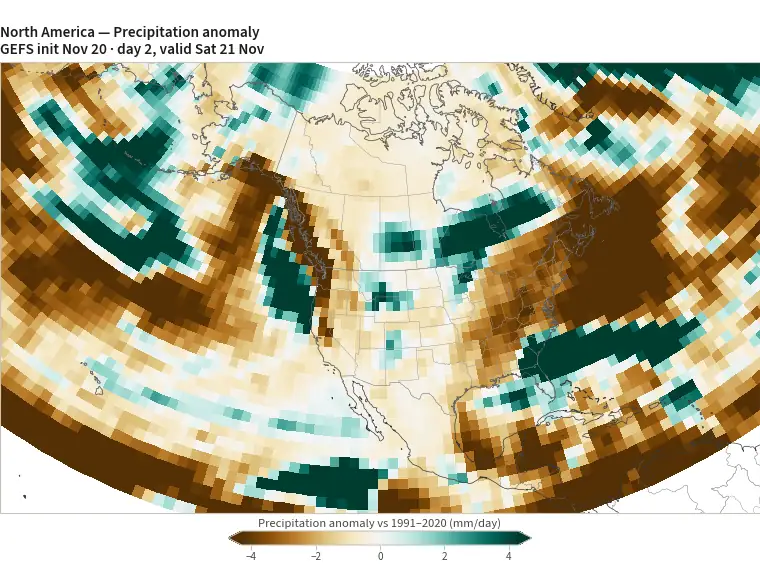 North America — Precipitation anomaly
GEFS init Nov 20 · day 2, valid Sat 21 Nov
Precipitation anomaly vs 1991–2020 (mm/day)
−4 −2 0 2 4